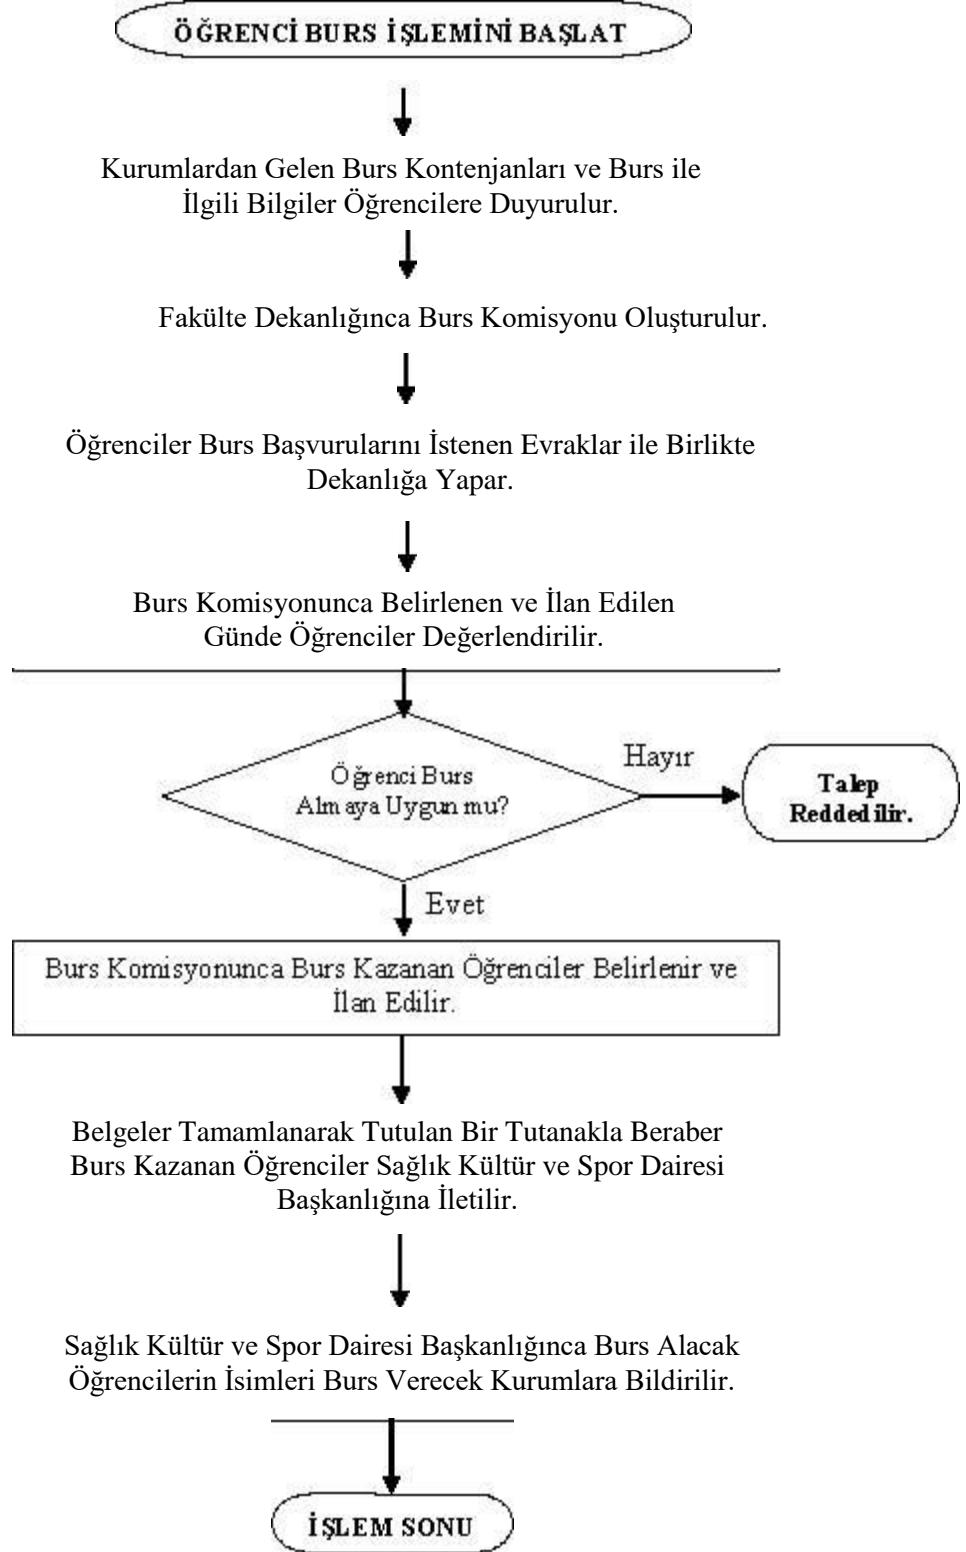 ÖĞRENCİ BURS İŞLEMİNİ BAŞLAT
Kurumlardan Gelen Burs Kontenjanları ve Burs ile
İlgili Bilgiler Öğrencilere Duyurulur.
Fakülte Dekanlığınca Burs Komisyonu Oluşturulur.
Öğrenciler Burs Başvurularını İstenen Evraklar ile Birlikte
Dekanlığa Yapar.
Burs Komisyonunca Belirlenen ve İlan Edilen
Günde Öğrenciler Değerlendirilir.
Öğrenci Burs
Almaya Uygun mu?
Hayır
Talep
Reddedilir.
Evet
Burs Komisyonunca Burs Kazanan Öğrenciler Belirlenir ve
İlan Edilir.
Belgeler Tamamlanarak Tutulan Bir Tutanakla Beraber
Burs Kazanan Öğrenciler Sağlık Kültür ve Spor Dairesi
Başkanlığına İletilir.
Sağlık Kültür ve Spor Dairesi Başkanlığınca Burs Alacak
Öğrencilerin İsimleri Burs Verecek Kurumlara Bildirilir.
İŞLEM SONU